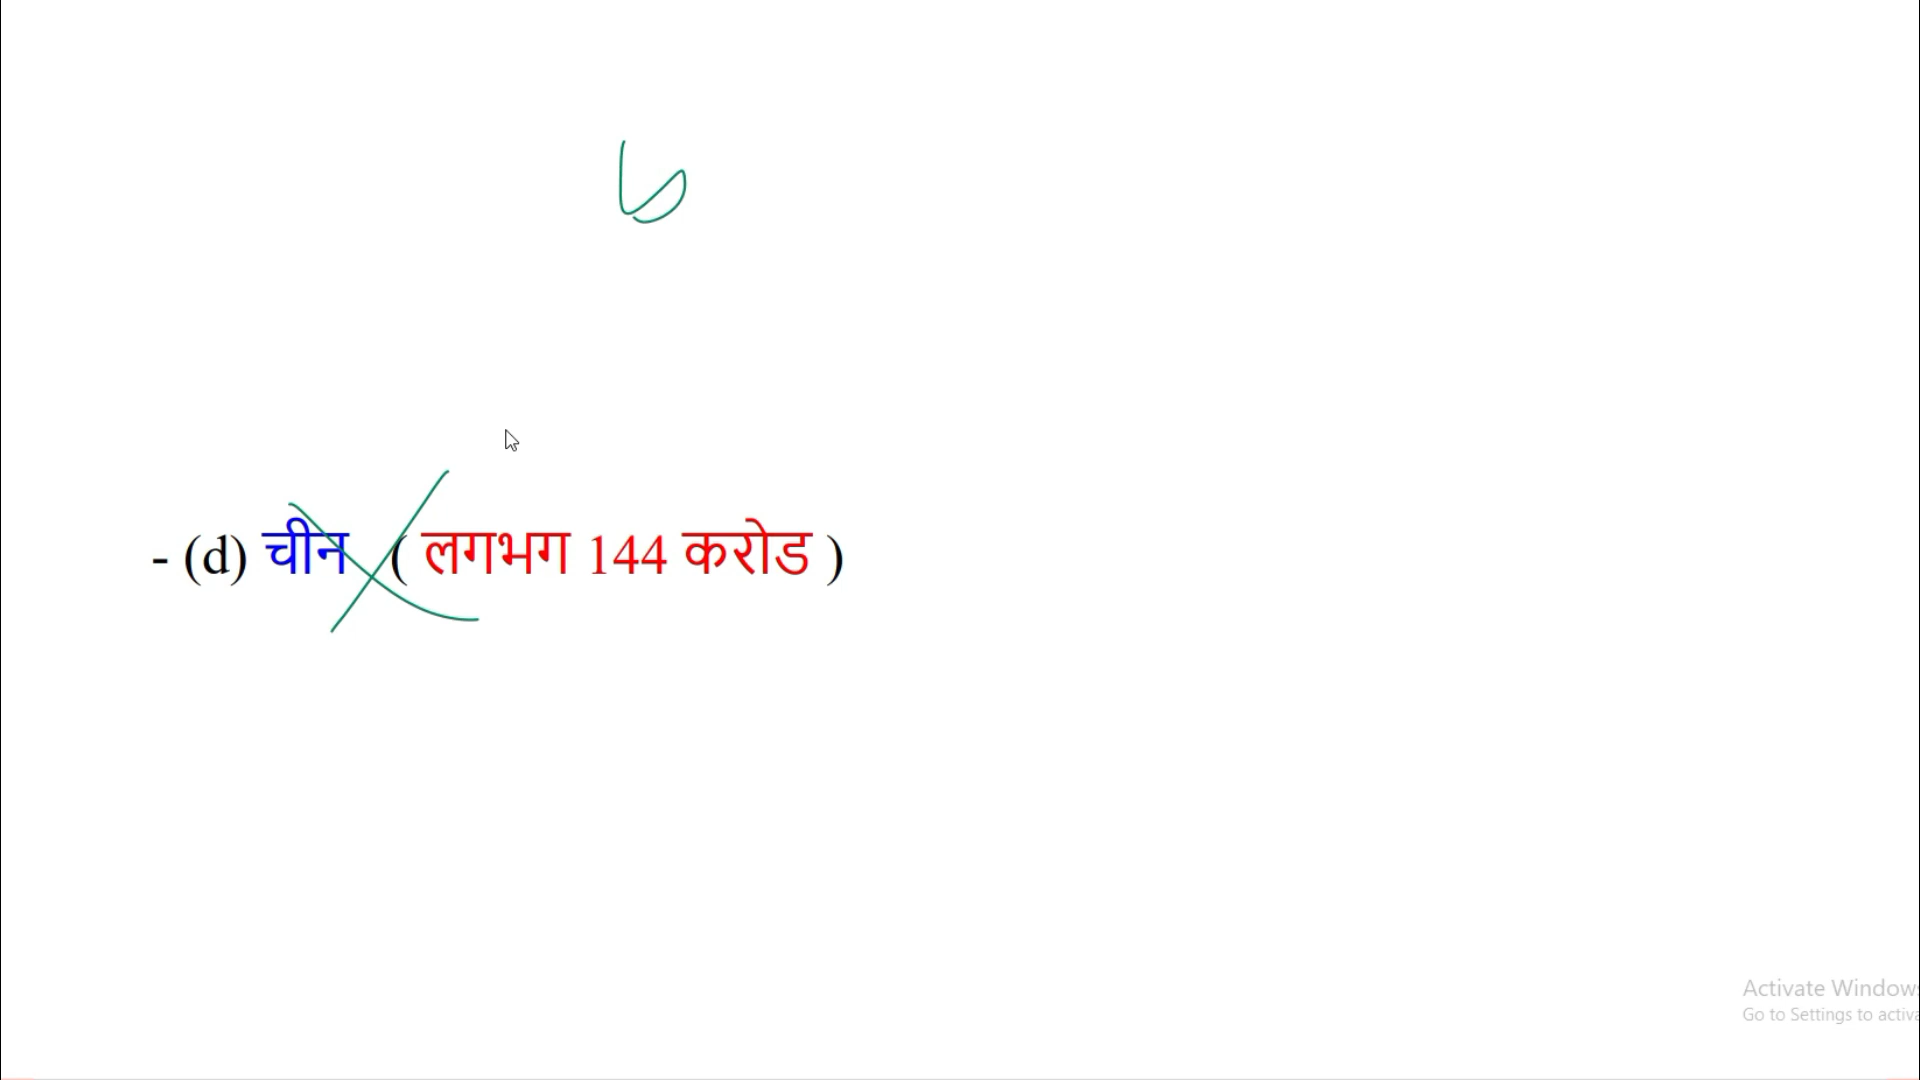 b
- (d) चीन ( लगभग 144 करोड )
Activate Windows
Go to Settings to activa